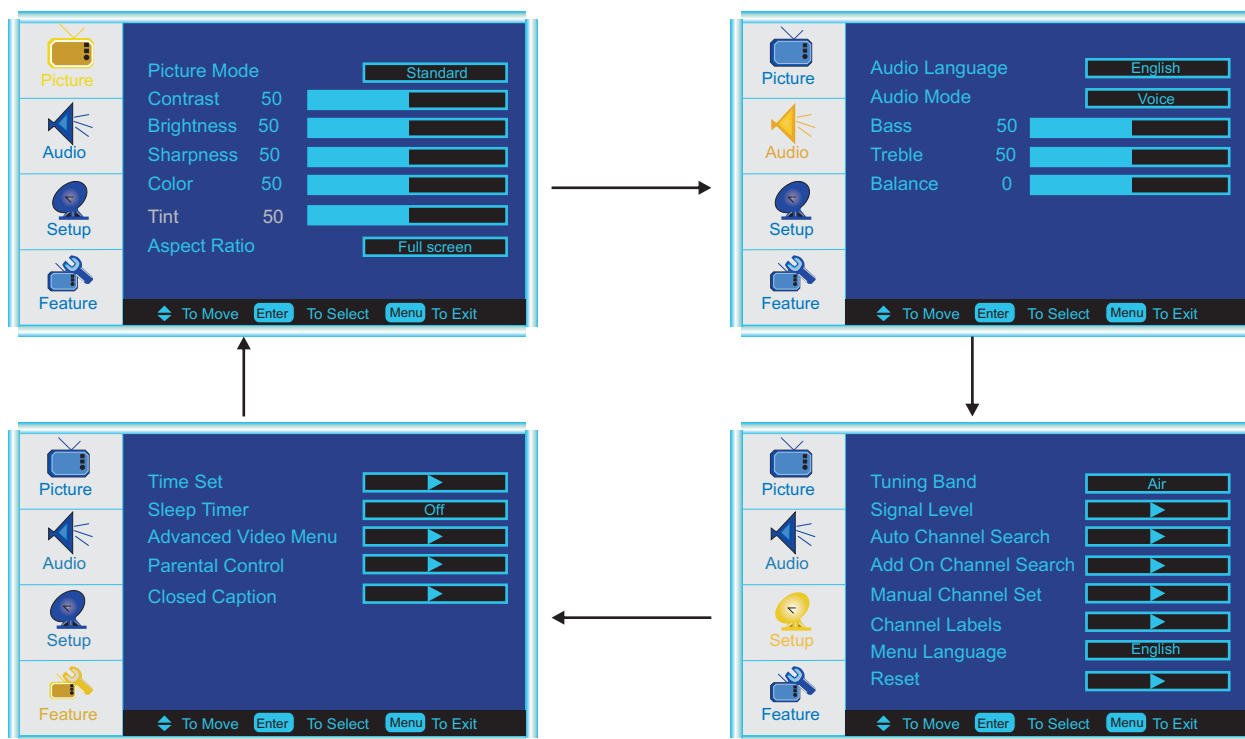 Picture
Audio
Setup
Feature
Picture Mode Standard
Contrast 50
Brightness 50
Sharpness 50
Color 50
Tint 50
Aspect Ratio Full screen
To Move Enter To Select Menu To Exit
Picture
Audio
Setup
Feature
Audio Language English
Audio Mode Voice
Bass 50
Treble 50
Balance 0
To Move Enter To Select Menu To Exit
Picture
Audio
Setup
Feature
Time Set
Sleep Timer Off
Advanced Video Menu
Parental Control
Closed Caption
To Move Enter To Select Menu To Exit
Picture
Audio
Setup
Feature
Tuning Band Air
Signal Level
Auto Channel Search
Add On Channel Search
Manual Channel Set
Channel Labels
Menu Language English
Reset
To Move Enter To Select Menu To Exit